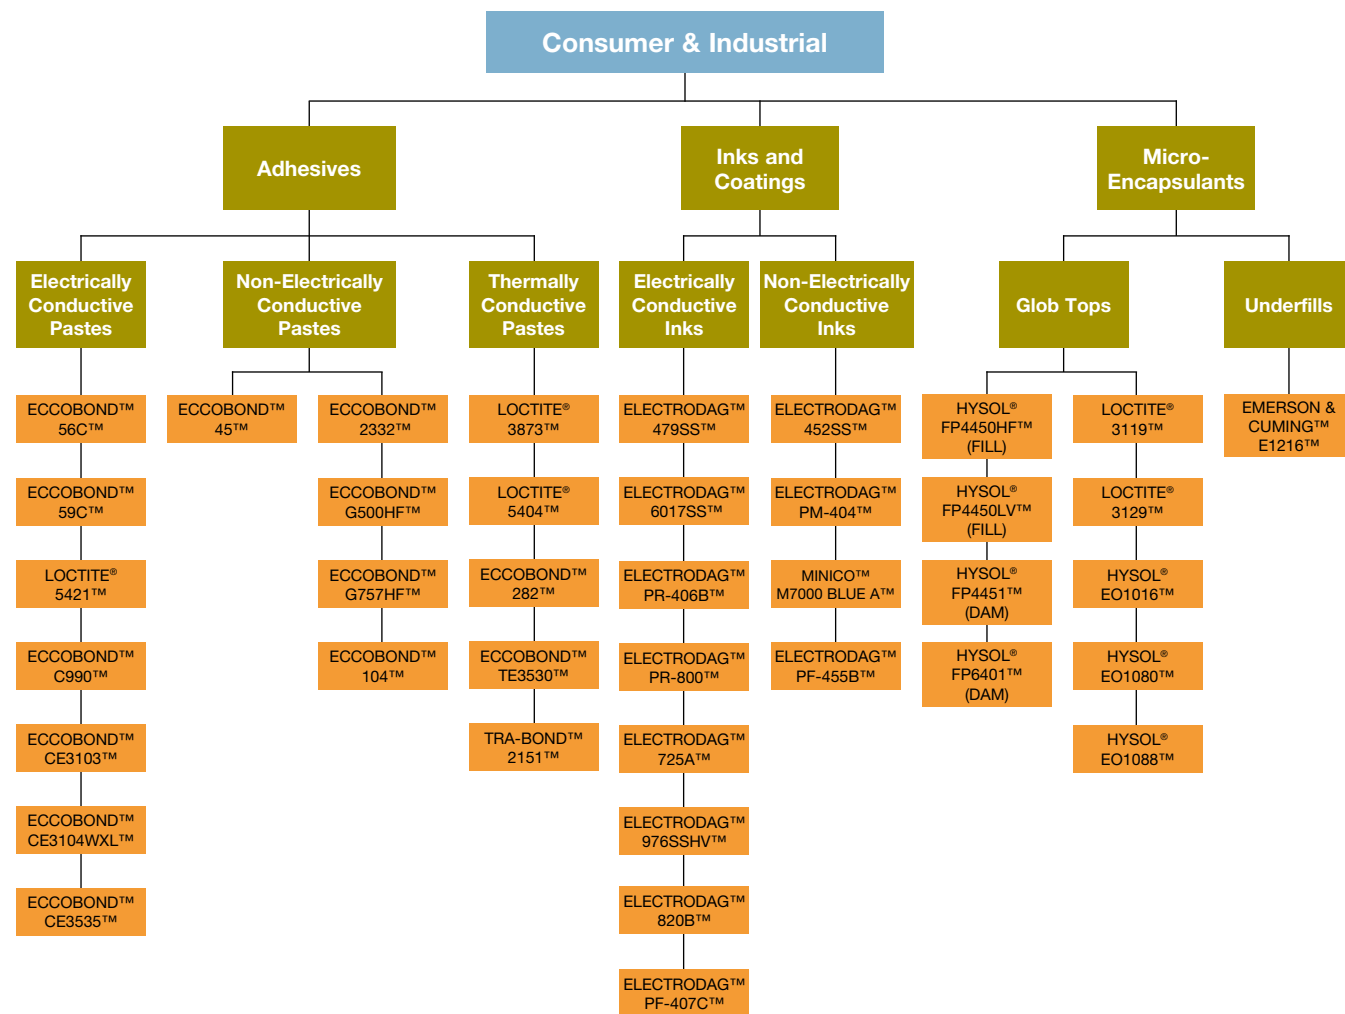 Consumer & Industrial
Adhesives
Inks and
Coatings
Micro-
Encapsulants
Electrically
Conductive
Pastes
Non-Electrically
Conductive
Pastes
Thermally
Conductive
Pastes
Electrically
Conductive
Inks
Non-Electrically
Conductive
Inks
Glob Tops
Underfills
ECCOBOND™
56C™
ECCOBOND™
59C™
LOCTITE®
5421™
ECCOBOND™
C990™
ECCOBOND™
CE3103™
ECCOBOND™
CE3104WXL™
ECCOBOND™
CE3535™
ECCOBOND™
45™
ECCOBOND™
2332™
ECCOBOND™
G500HF™
ECCOBOND™
G757HF™
ECCOBOND™
104™
LOCTITE®
3873™
LOCTITE®
5404™
ECCOBOND™
282™
ECCOBOND™
TE3530™
TRA-BOND™
2151™
ELECTRODAG™
479SS™
ELECTRODAG™
6017SS™
ELECTRODAG™
PR-406B™
ELECTRODAG™
PR-800™
ELECTRODAG™
725A™
ELECTRODAG™
976SSHV™
ELECTRODAG™
820B™
ELECTRODAG™
PF-407C™
ELECTRODAG™
452SS™
ELECTRODAG™
PM-404™
MINICO™
M7000 BLUE A™
ELECTRODAG™
PF-455B™
HYSOL®
FP4450HF™
(FILL)
HYSOL®
FP4450LV™
(FILL)
HYSOL®
FP4451™
(DAM)
HYSOL®
FP6401™
(DAM)
LOCTITE®
3119™
LOCTITE®
3129™
HYSOL®
EO1016™
HYSOL®
EO1080™
HYSOL®
EO1088™
EMERSON &
CUMING™
E1216™